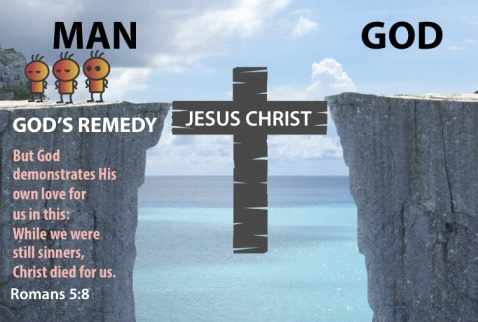 MAN
GOD
GOD'S REMEDY
JESUS CHRIST
But God
demonstrates His
own love for
us in this:
While we were
still sinners,
Christ died for us.
Romans 5:8